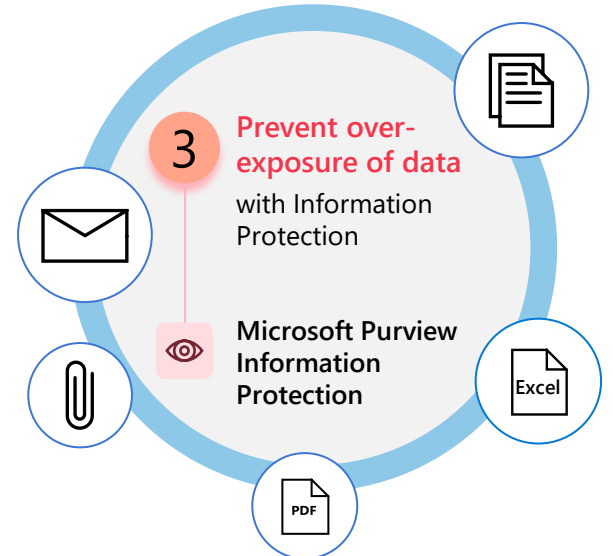 3
Prevent over-
exposure of data
with Information
Protection
Microsoft Purview
Information
Protection
Excel
PDF